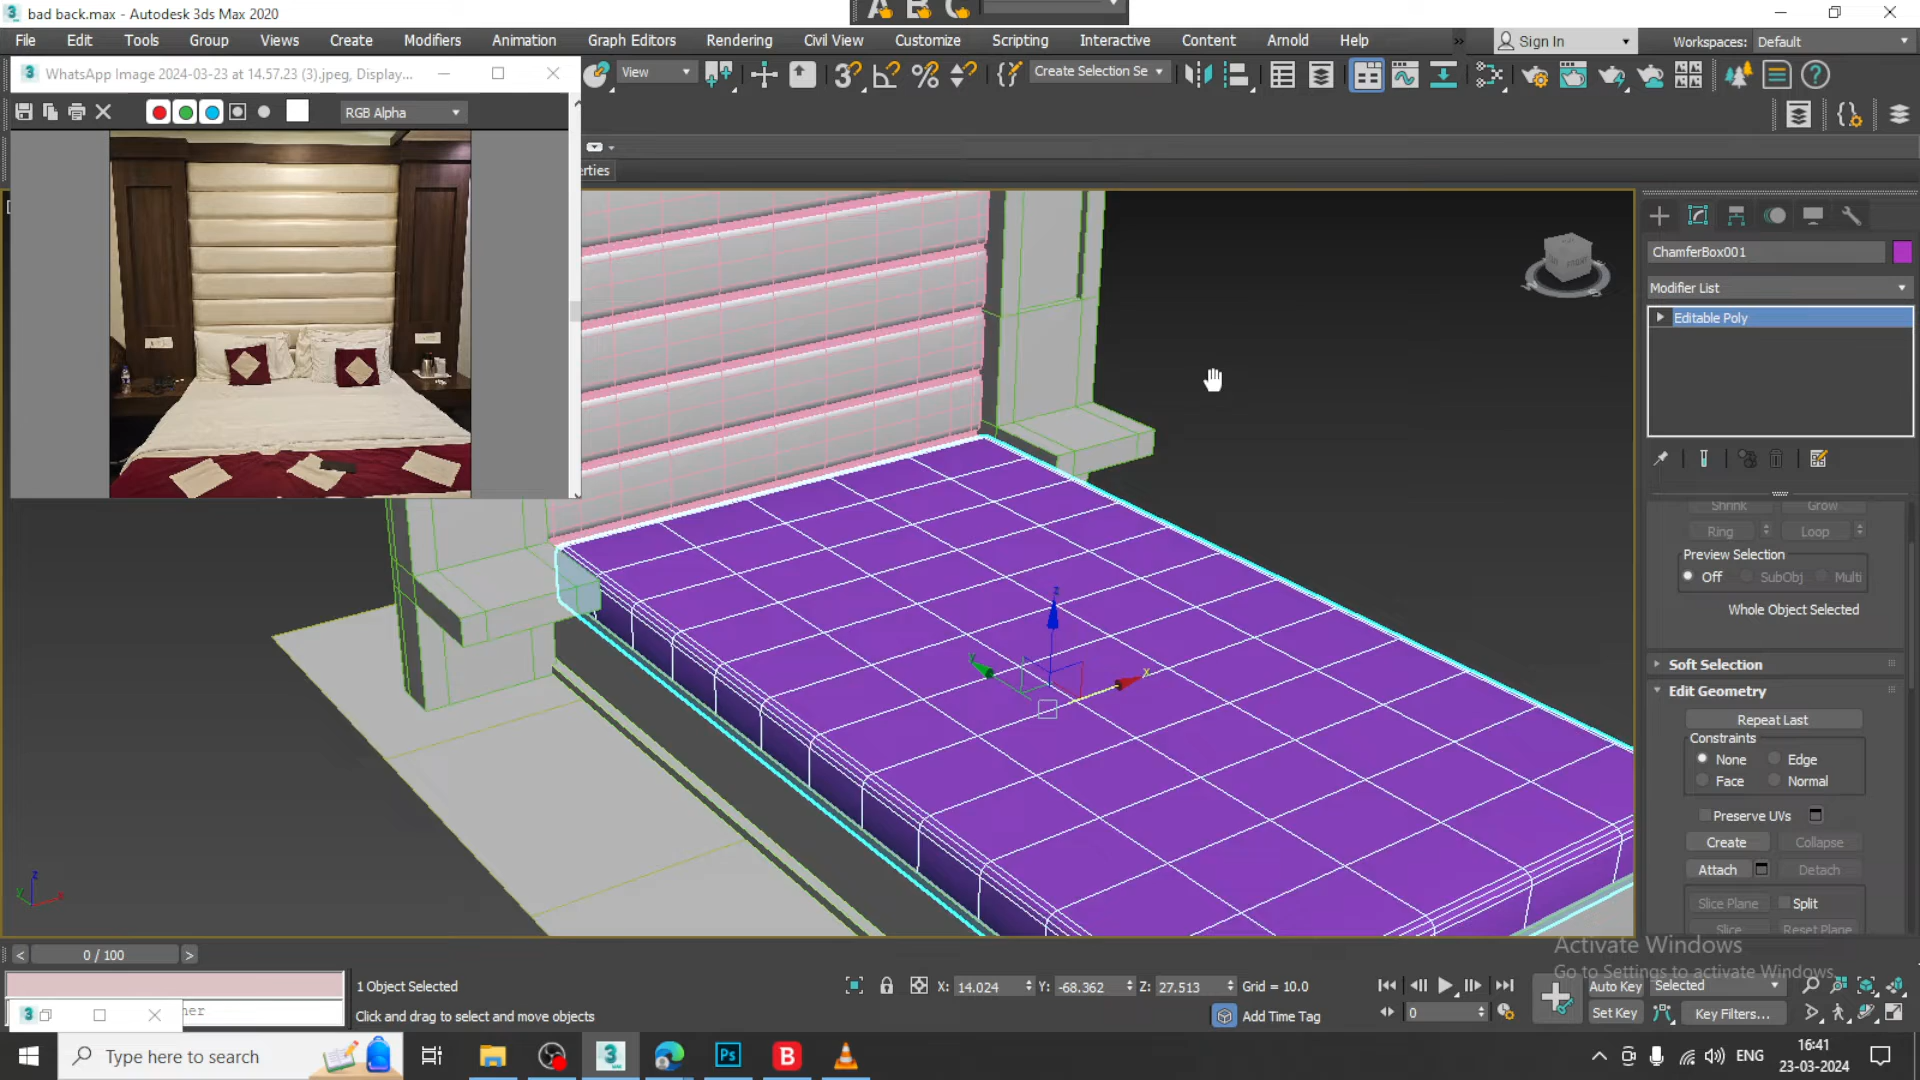 bad back.max - Autodesk 3ds Max 2020
File Edit Tools Group Views Create Modifiers Animation Graph Editors Rendering Civil View Customize Scripting Interactive Content Arnold Help Sign In Workspaces: Default
WhatsApp Image 2024-03-23 at 14.57.23 (3).jpeg, Display...
View
Create Selection Se
RGB Alpha
erties
ChamferBox001
Modifier List
Editable Poly
Shrink Grow
Ring Loop
Preview Selection
Off SubObj Multi
Whole Object Selected
Soft Selection
Edit Geometry
Repeat Last
Constraints
None Edge
Face Normal
Preserve UVs
Create Collapse
Attach Detach
Slice Plane Split
Slice Reset Plane
Activate Windows
Go to Settings to activate Windows.
0 / 100
1 Object Selected
X: 14.024 Y: -68.362 Z: 27.513 Grid = 10.0
Auto Key Selected
Click and drag to select and move objects
Add Time Tag
0
Set Key Key Filters...
Type here to search
ENG
16:41
23-03-2024